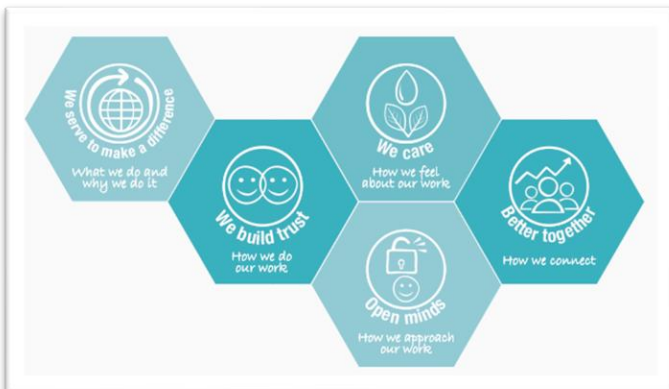 We serve to make a difference
What we do and
why we do it
We build trust
How we do
our work
We care
How we feel
about our work
Open minds
How we approach
our work
Better together
How we connect